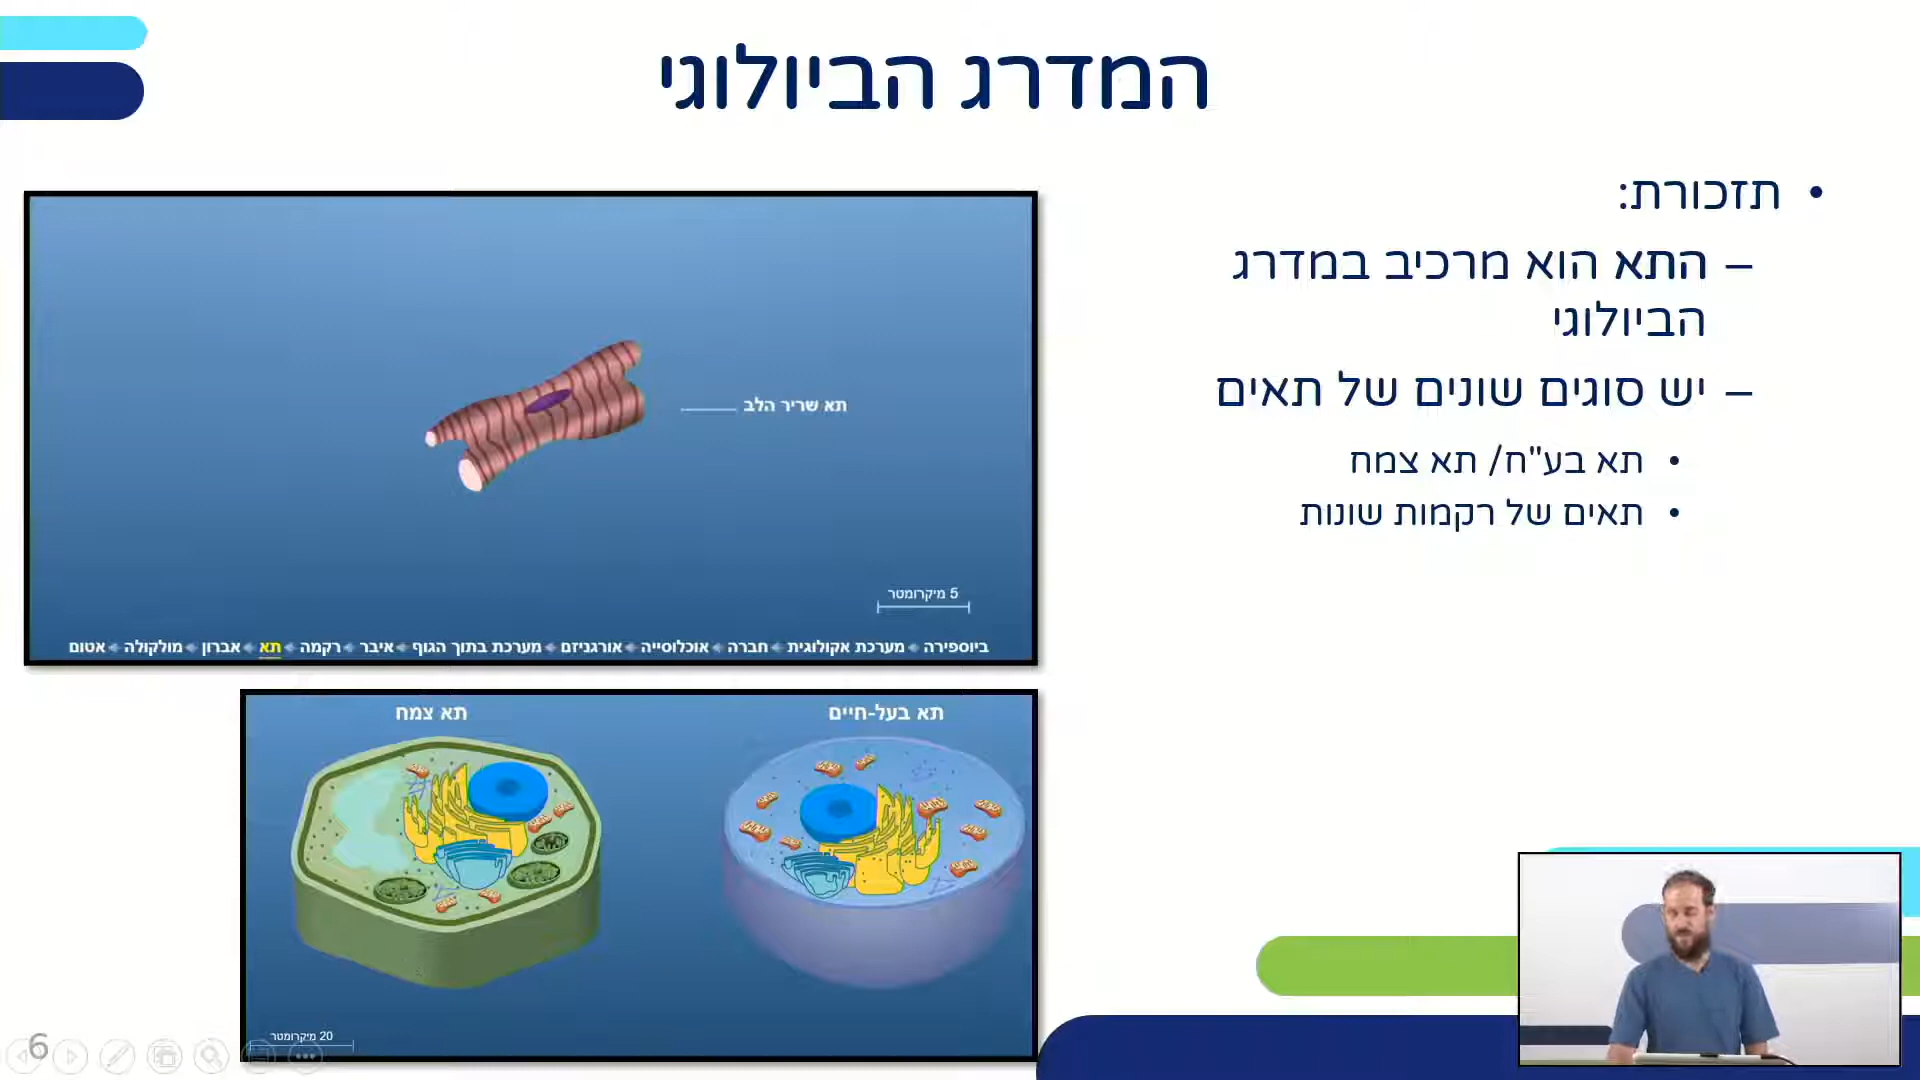 המדרג הביולוגי
• תזכורת:
– התא הוא מרכיב במדרג
הביולוגי
– יש סוגים שונים של תאים
• תא בע"ח/ תא צמח
• תאים של רקמות שונות
תא שריר הלב
5 מיקרומטר
ביוספירה מערכת אקולוגית חברה אוכלוסייה אורגניזם מערכת בתוך הגוף איבר רקמה תא אברון מולקולה אטום
תא בעל-חיים
תא צמח
20 מיקרומטר
6